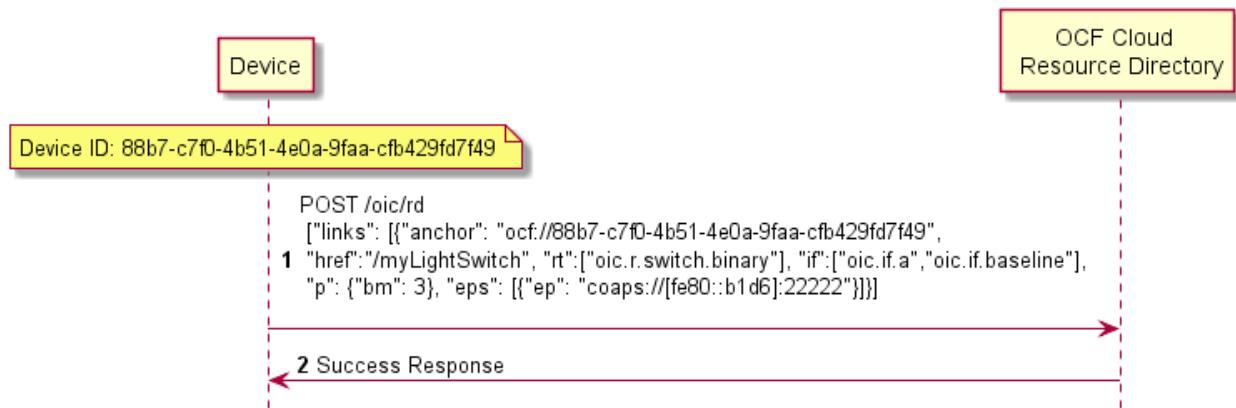 Device
OCF Cloud
Resource Directory
Device ID: 88b7-c7f0-4b51-4e0a-9faa-cfb429fd7f49
POST /oic/rd
["links": [{"anchor": "ocf://88b7-c7f0-4b51-4e0a-9faa-cfb429fd7f49",
1 "href":"/myLightSwitch", "rt":["oic.r.switch.binary"], "if":["oic.if.a","oic.if.baseline"],
"p": {"bm": 3}, "eps": [{"ep": "coaps://[fe80::b1d6]:22222"}]}]
2 Success Response